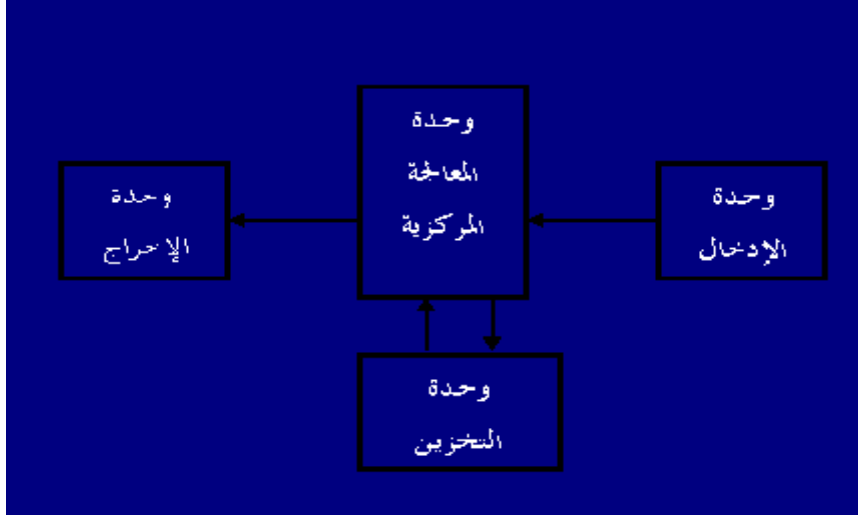 وحدة
المعالجة
المركزية
وحدة
الإدخال
وحدة
الإخراج
وحدة
التخزين